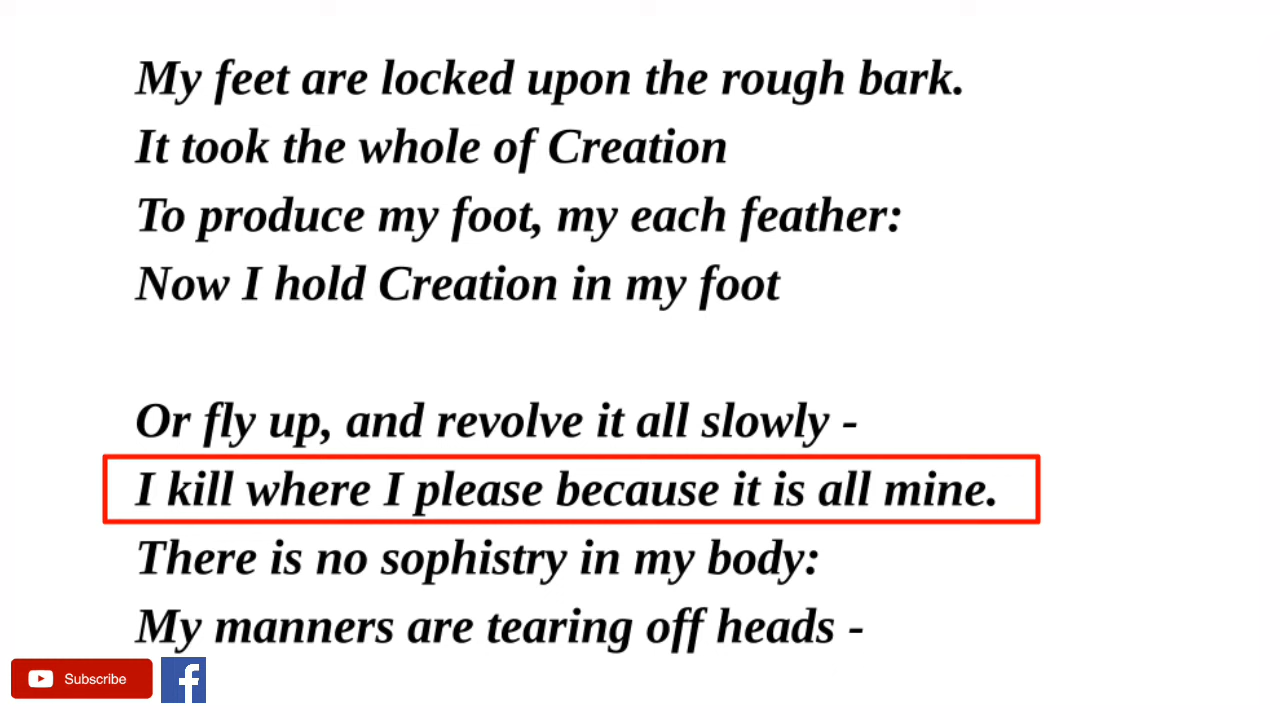 My feet are locked upon the rough bark.
It took the whole of Creation
To produce my foot, my each feather:
Now I hold Creation in my foot
Or fly up, and revolve it all slowly -
I kill where I please because it is all mine.
There is no sophistry in my body:
My manners are tearing off heads -
Subscribe